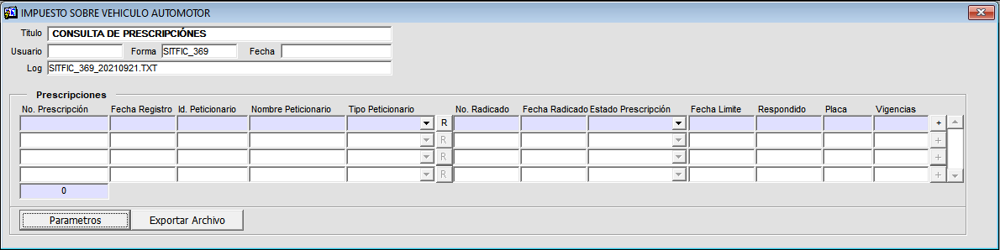 IMPUESTO SOBRE VEHICULO AUTOMOTOR
Titulo CONSULTA DE PRESCRIPCIÓNES
Usuario Forma SITFIC_369 Fecha
Log SITFIC_369_20210921.TXT
Prescripciones
No. Prescripción Fecha Registro Id. Peticionario Nombre Peticionario Tipo Peticionario No. Radicado Fecha Radicado Estado Prescripción Fecha Limite Respondido Placa Vigencias
R +
R +
R +
R +
0
Parametros Exportar Archivo